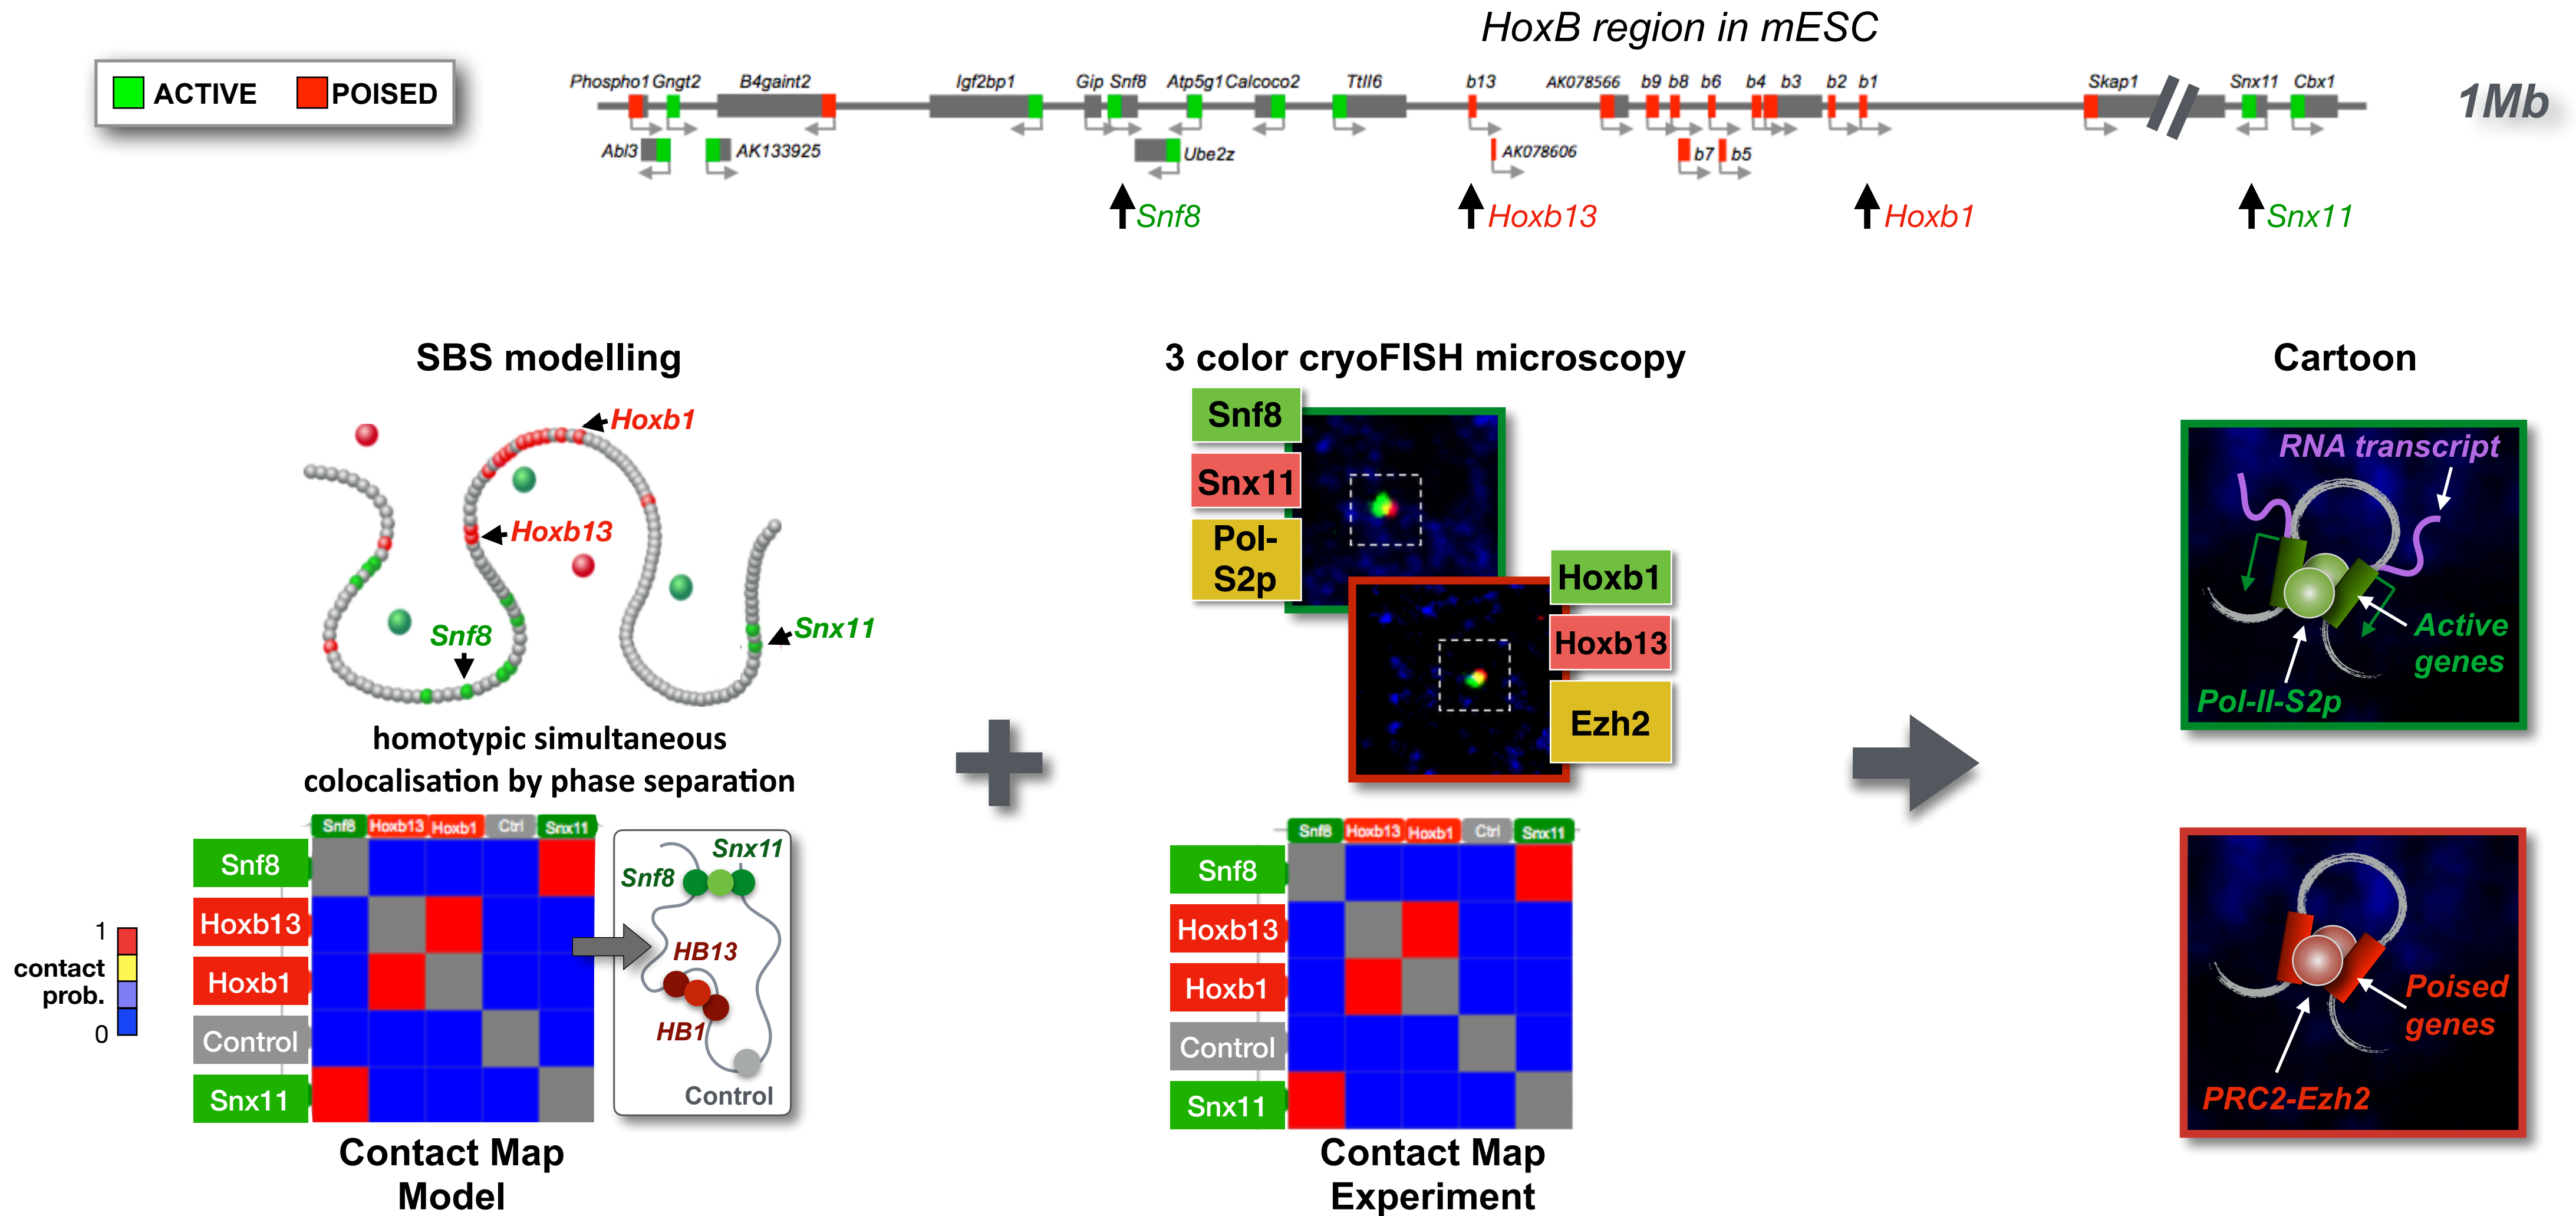 HoxB region in mESC
ACTIVE POISED
Phospho1 Gngt2 B4gaint2 Igf2bp1 Gip Snf8 Atp5g1 Calcoco2 Ttll6 b13 AK078566 b9 b8 b6 b4 b3 b2 b1 Skap1 Snx11 Cbx1
1Mb
Abl3 AK133925 Ube2z AK078606 b7 b5
Snf8 Hoxb13 Hoxb1 Snx11
SBS modelling
Hoxb1
Hoxb13
Snf8
Snx11
homotypic simultaneous
colocalisation by phase separation
Snf8 Hoxb13 Hoxb1 Ctrl Snx11
Snf8
Hoxb13
Hoxb1
Control
Snx11
1
contact
prob.
0
Snx11
Snf8
HB13
HB1
Control
Contact Map
Model
3 color cryoFISH microscopy
Snf8
Snx11
Pol-
S2p
Hoxb1
Hoxb13
Ezh2
Snf8 Hoxb13 Hoxb1 Ctrl Snx11
Snf8
Hoxb13
Hoxb1
Control
Snx11
Contact Map
Experiment
Cartoon
RNA transcript
Active
genes
Pol-II-S2p
Poised
genes
PRC2-Ezh2